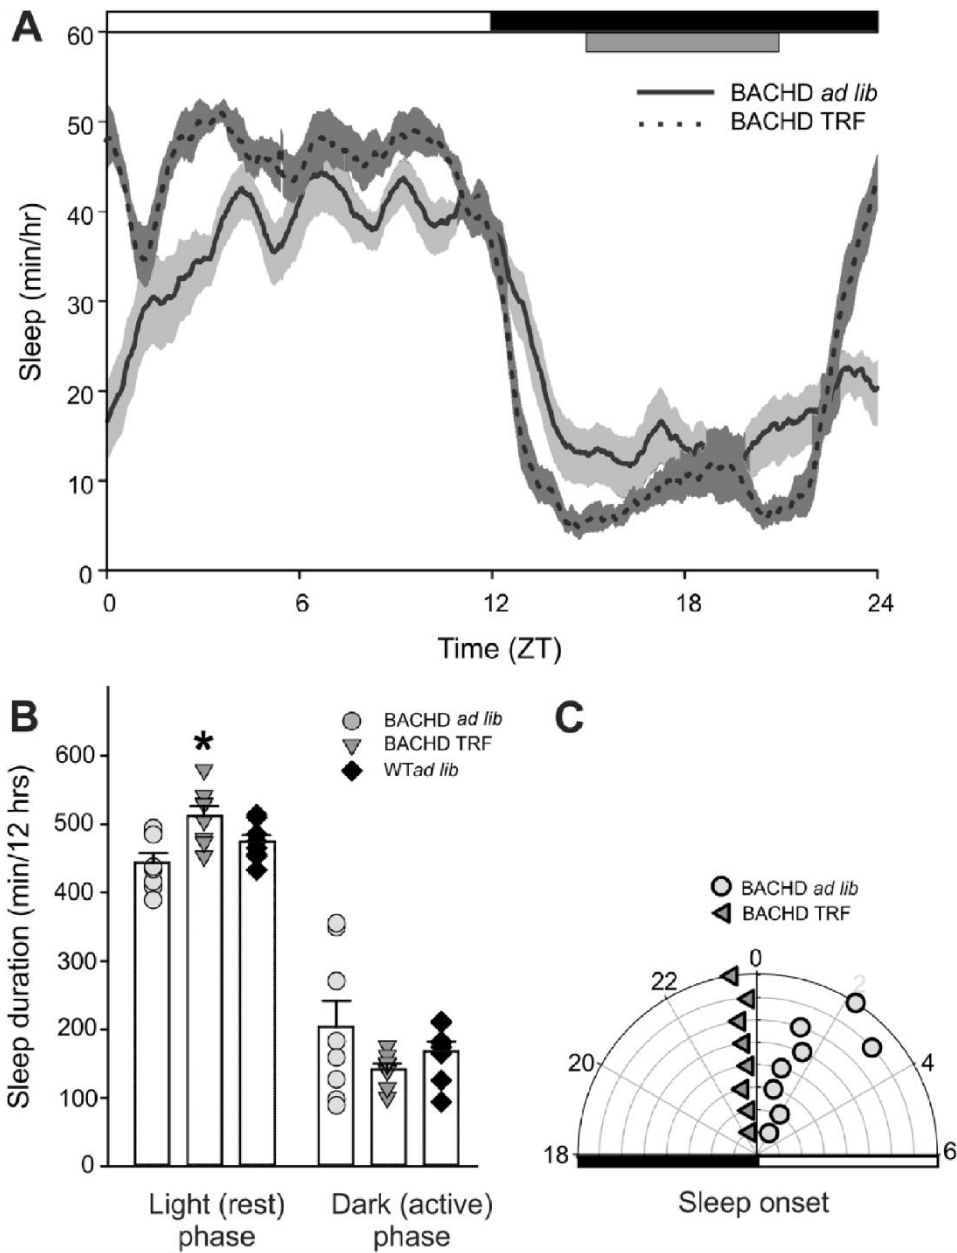 A
60
50
40
30
20
10
0
Sleep (min/hr)
BACHD ad lib
BACHD TRF
0 6 12 18 24
Time (ZT)
B
600
500
400
300
200
100
0
Sleep duration (min/12 hrs)
*
BACHD ad lib
BACHD TRF
WTad lib
Light (rest)
phase
Dark (active)
phase
C
BACHD ad lib
BACHD TRF
0
22 2
20 4
18 6
Sleep onset